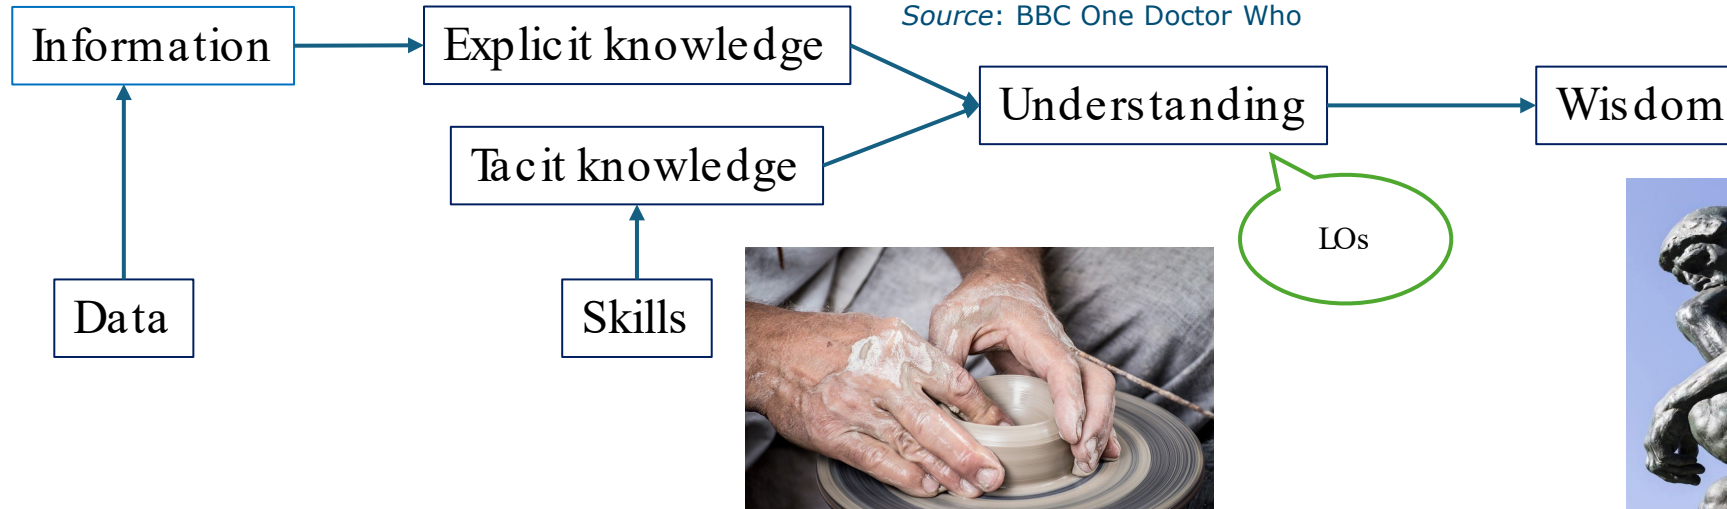 Source: BBC One Doctor Who
Information
Explicit knowledge
Understanding
Wisdom
Tacit knowledge
LOs
Data
Skills